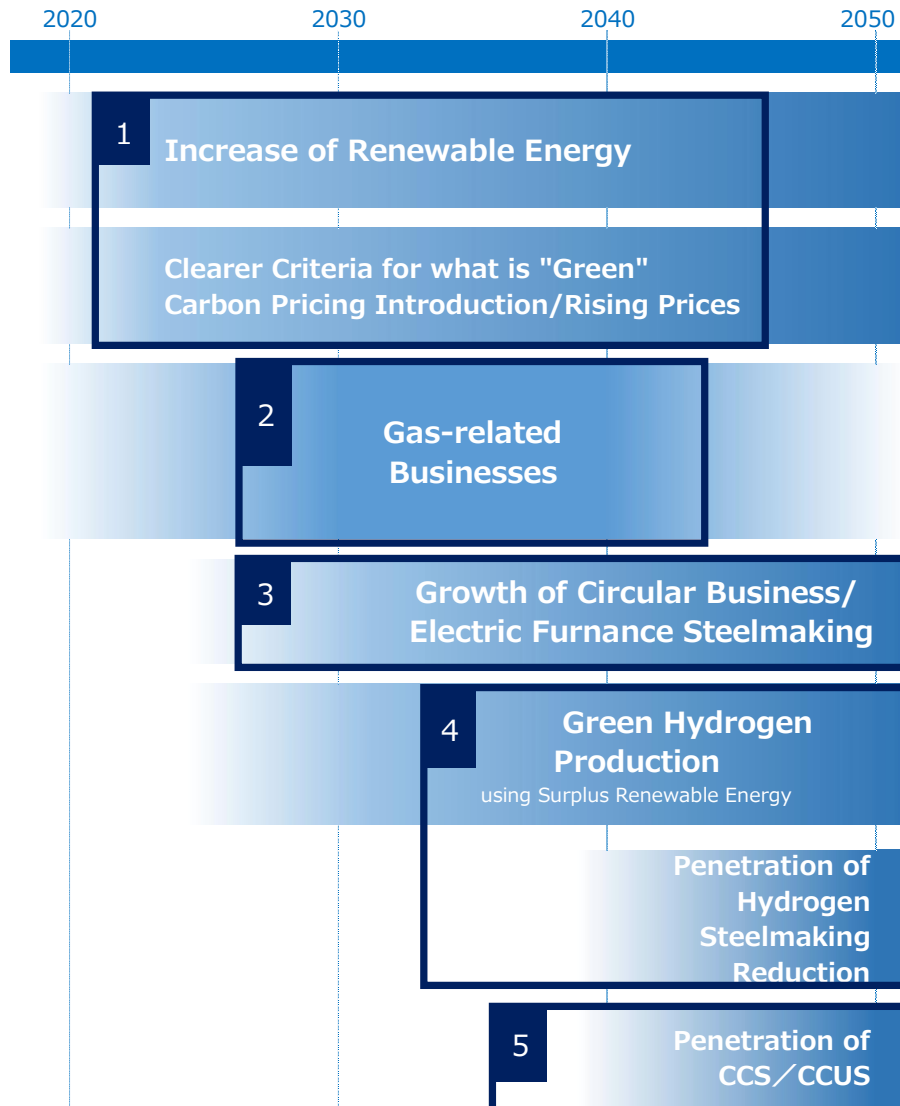 2020 2030 2040 2050
1
Increase of Renewable Energy
Clearer Criteria for what is "Green"
Carbon Pricing Introduction/Rising Prices
2
Gas-related
Businesses
3
Growth of Circular Business/
Electric Furnance Steelmaking
4
Green Hydrogen
Production
using Surplus Renewable Energy
Penetration of
Hydrogen
Steelmaking
Reduction
5
Penetration of
CCS／CCUS